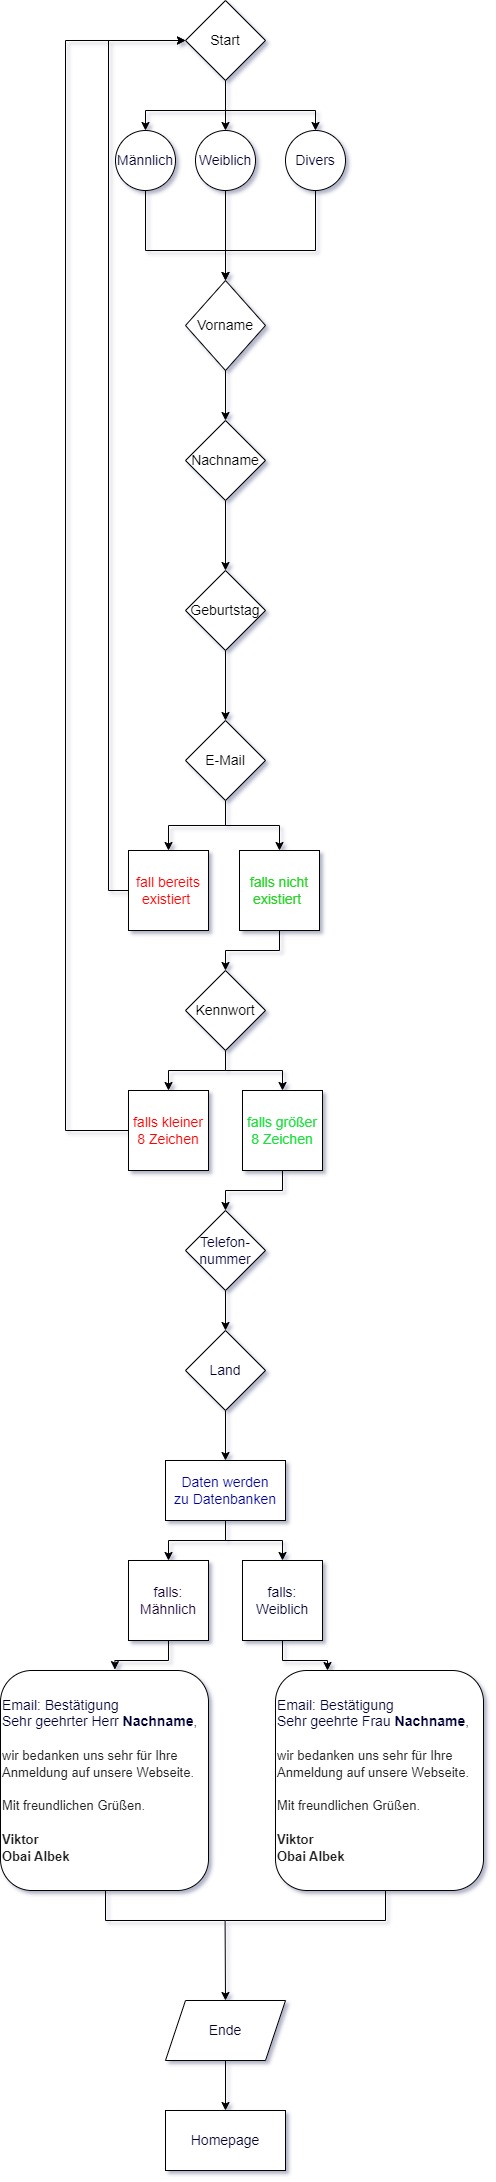 Start
Männlich
Weiblich
Divers
Vorname
Nachname
Geburtstag
E-Mail
fall bereits
existiert
falls nicht
existiert
Kennwort
falls kleiner
8 Zeichen
falls größer
8 Zeichen
Telefon-
nummer
Land
Daten werden
zu Datenbanken
falls:
Mähnlich
falls:
Weiblich
Email: Bestätigung
Sehr geehrter Herr Nachname,
wir bedanken uns sehr für Ihre
Anmeldung auf unsere Webseite.
Mit freundlichen Grüßen.
Viktor
Obai Albek
Email: Bestätigung
Sehr geehrte Frau Nachname,
wir bedanken uns sehr für Ihre
Anmeldung auf unsere Webseite.
Mit freundlichen Grüßen.
Viktor
Obai Albek
Ende
Homepage